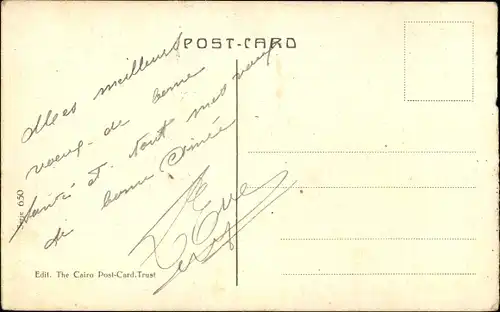 POST-CARD
Mes meilleurs
voeux de bonne
Santé et tout mes voeux
de bonne Année
Serie 650
Edit. The Cairo Post-Card.Trust